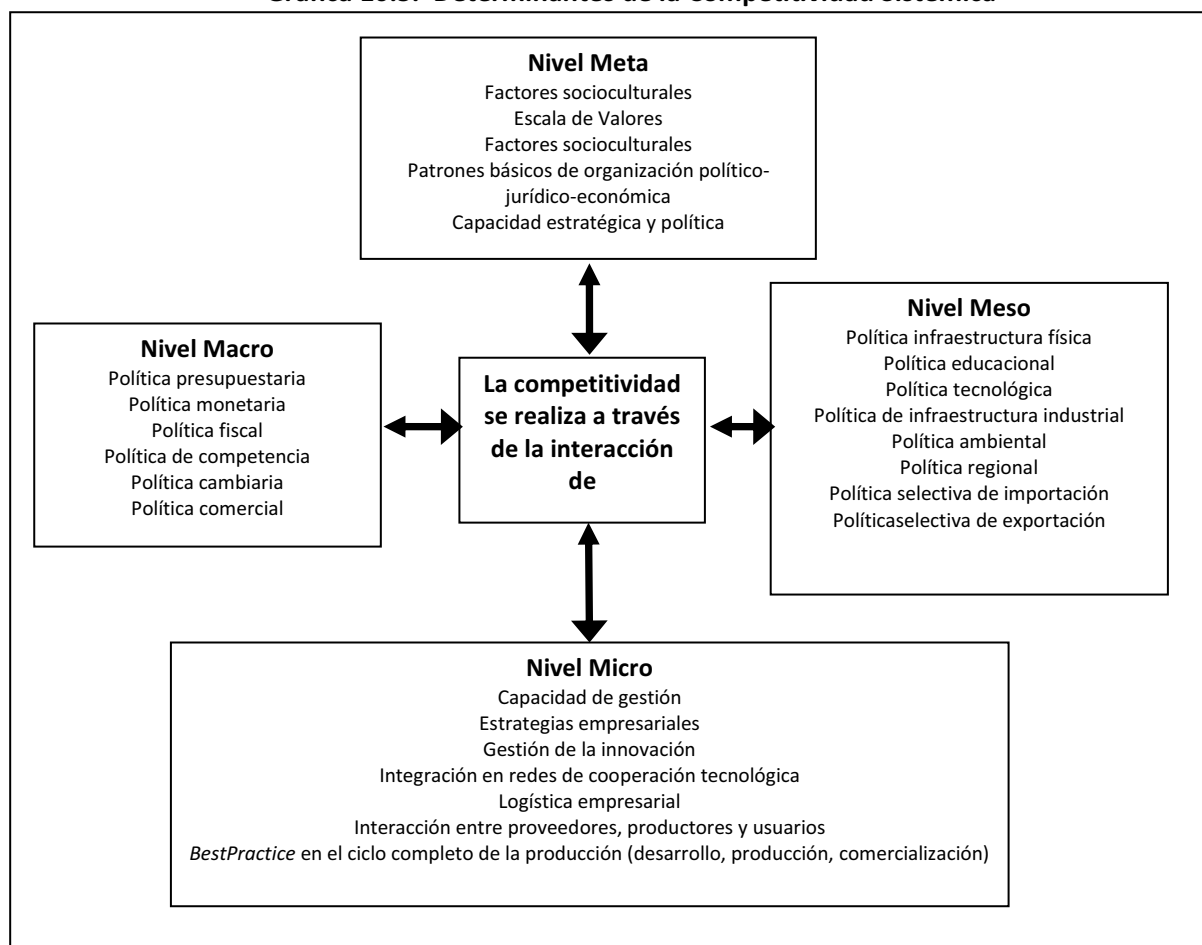 Nivel Meta
Factores socioculturales
Escala de Valores
Factores socioculturales
Patrones básicos de organización político-
jurídico-económica
Capacidad estratégica y política
Nivel Macro
Política presupuestaria
Política monetaria
Política fiscal
Política de competencia
Política cambiaria
Política comercial
La competitividad
se realiza a través
de la interacción
de
Nivel Meso
Política infraestructura física
Política educacional
Política tecnológica
Política de infraestructura industrial
Política ambiental
Política regional
Política selectiva de importación
Políticaselectiva de exportación
Nivel Micro
Capacidad de gestión
Estrategias empresariales
Gestión de la innovación
Integración en redes de cooperación tecnológica
Logística empresarial
Interacción entre proveedores, productores y usuarios
BestPractice en el ciclo completo de la producción (desarrollo, producción, comercialización)